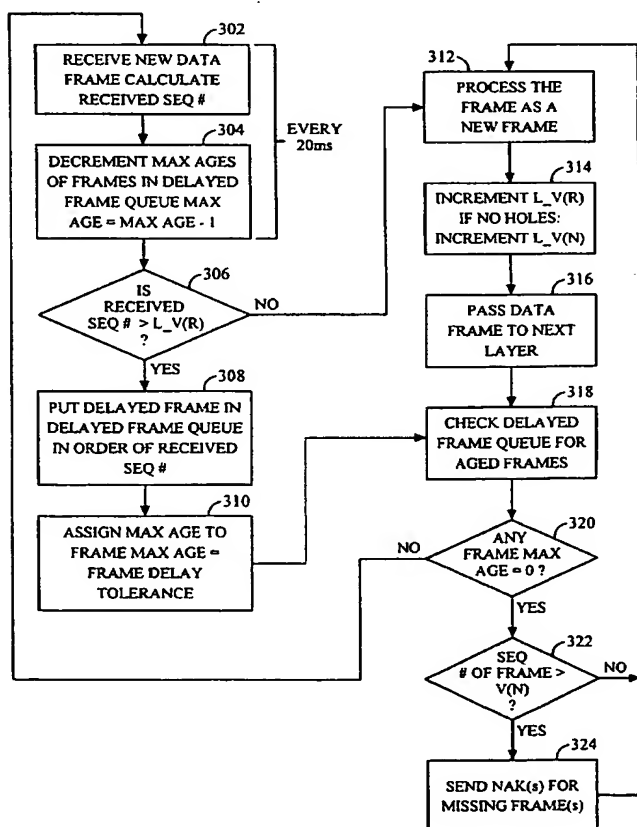 302
RECEIVE NEW DATA
FRAME CALCULATE
RECEIVED SEQ #
304
DECREMENT MAX AGES
OF FRAMES IN DELAYED
FRAME QUEUE MAX
AGE = MAX AGE - 1
EVERY
20ms
306
IS
RECEIVED
SEQ # > L_V(R)
?
NO
YES
308
PUT DELAYED FRAME IN
DELAYED FRAME QUEUE
IN ORDER OF RECEIVED
SEQ #
310
ASSIGN MAX AGE TO
FRAME MAX AGE =
FRAME DELAY
TOLERANCE
312
PROCESS THE
FRAME AS A
NEW FRAME
314
INCREMENT L_V(R)
IF NO HOLES:
INCREMENT L_V(N)
316
PASS DATA
FRAME TO NEXT
LAYER
318
CHECK DELAYED
FRAME QUEUE FOR
AGED FRAMES
320
ANY
FRAME MAX
AGE = 0 ?
NO
YES
322
SEQ
# OF FRAME >
V(N)
?
NO
YES
324
SEND NAK(s) FOR
MISSING FRAME(s)